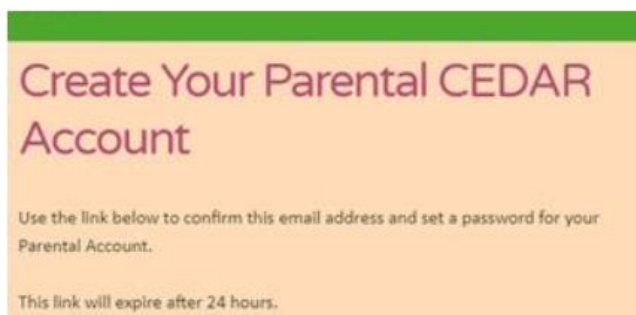 Create Your Parental CEDAR
Account
Use the link below to confirm this email address and set a password for your
Parental Account.
This link will expire after 24 hours.